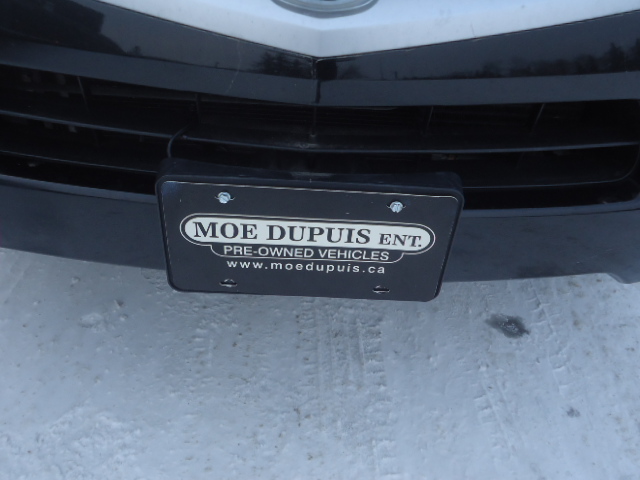 MOE DUPUIS ENT.
PRE-OWNED VEHICLES
www.moedupuis.ca